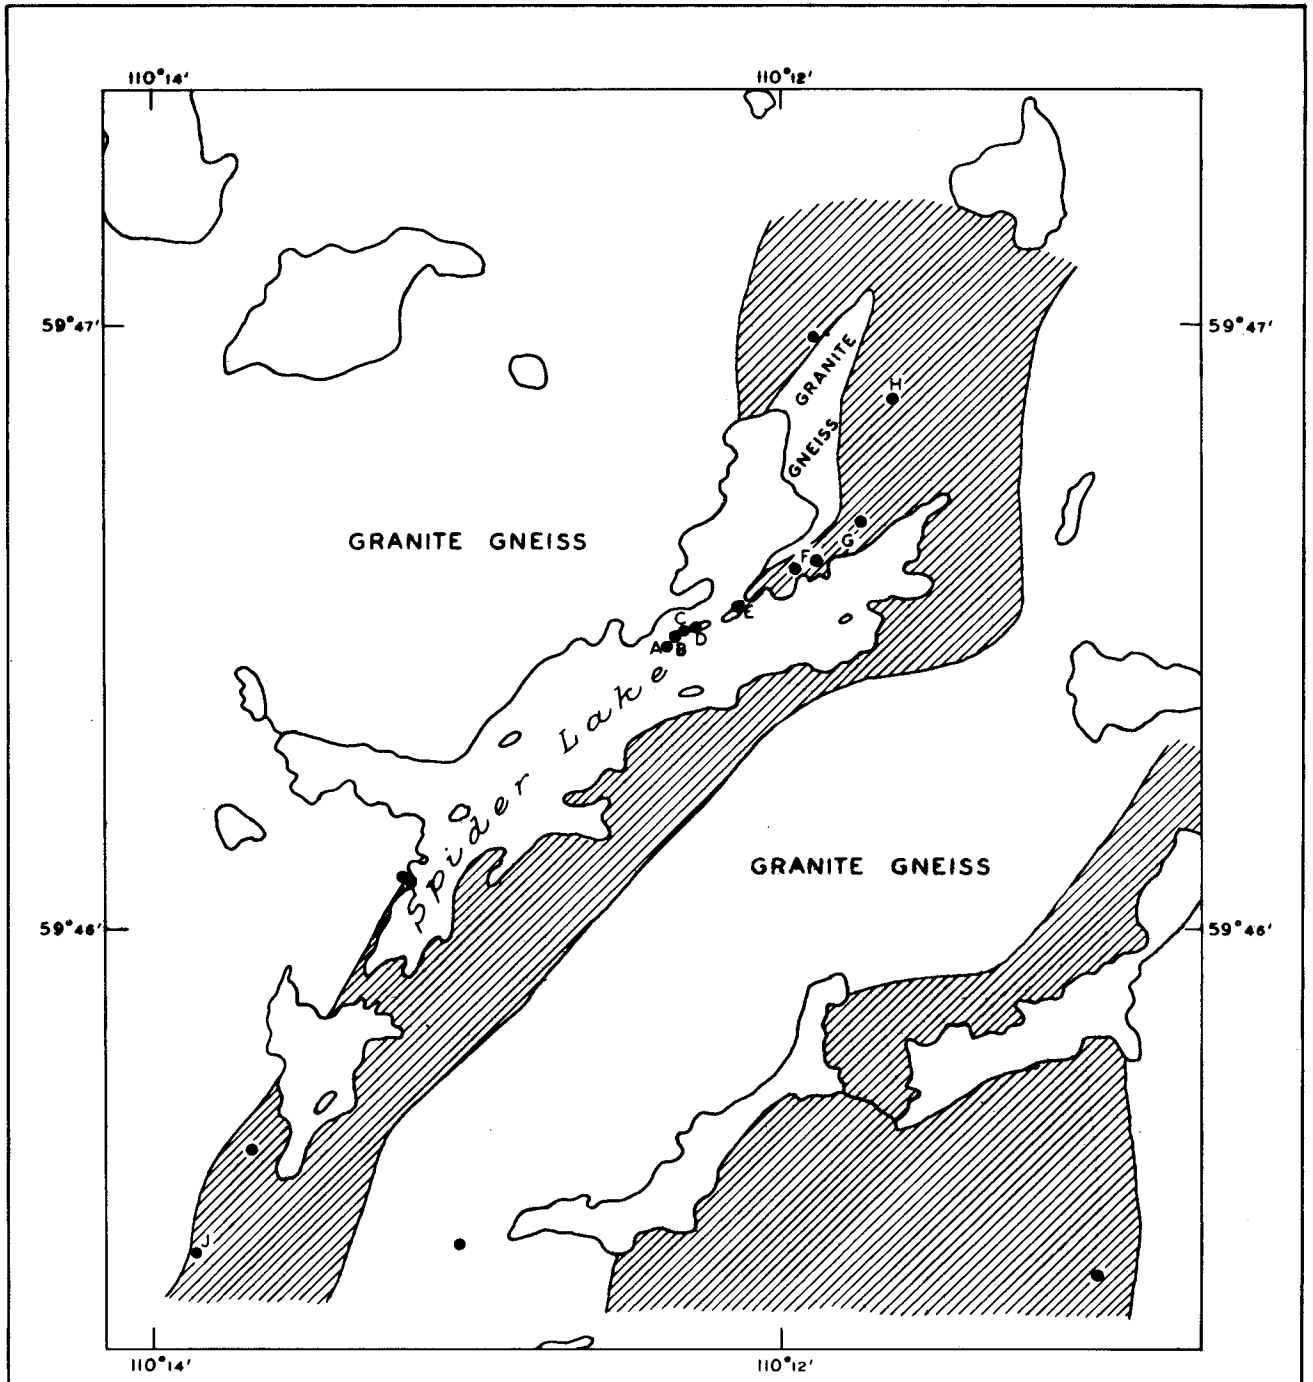 110°14'
110°12'
59°47'
59°47'
GRANITE
GNEISS
H
GRANITE GNEISS
G
F
E
C
D
A
B
Spider Lake
GRANITE GNEISS
59°46'
59°46'
J
110°14'
110°12'